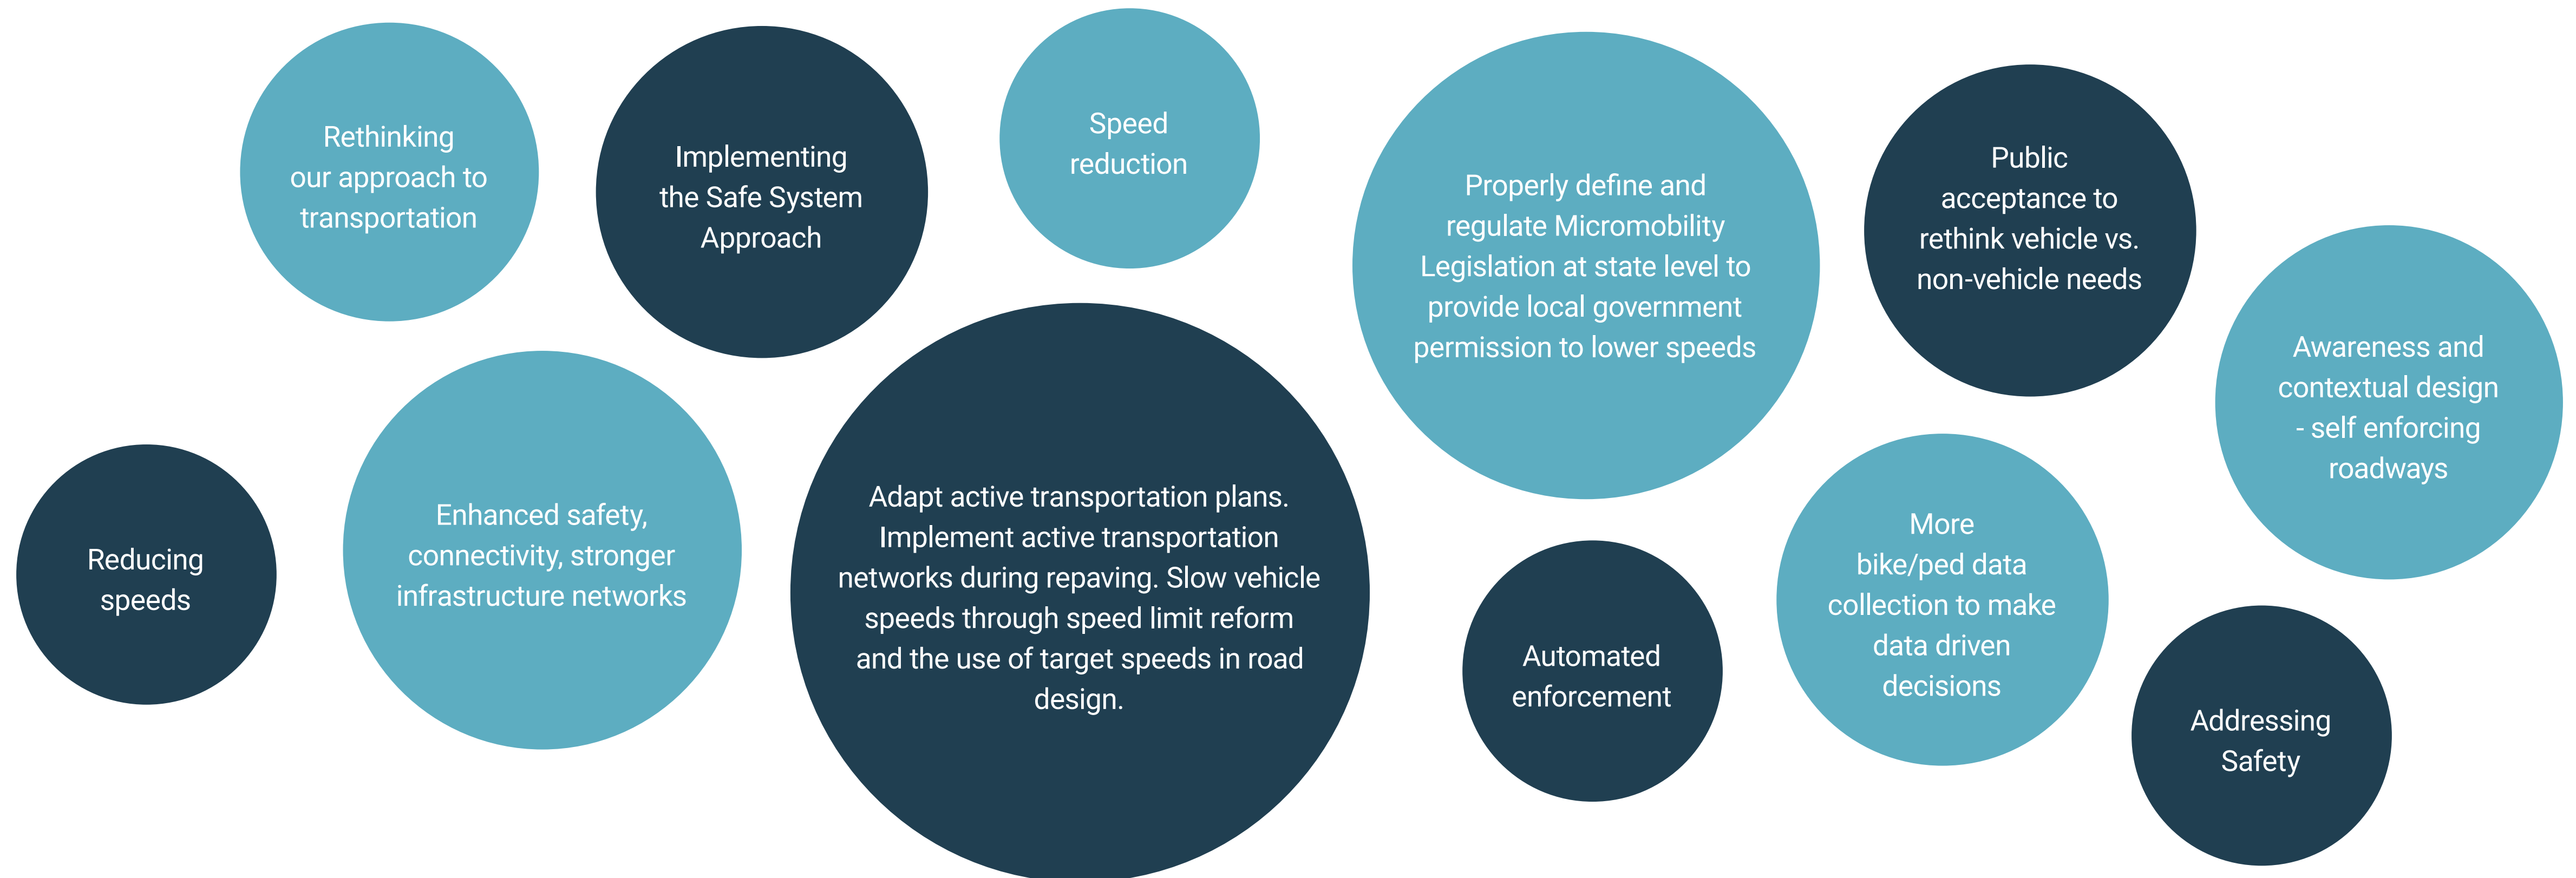 Rethinking
our approach to
transportation
Implementing
the Safe System
Approach
Speed
reduction
Properly define and
regulate Micromobility
Legislation at state level to
provide local government
permission to lower speeds
Public
acceptance to
rethink vehicle vs.
non-vehicle needs
Awareness and
contextual design
- self enforcing
roadways
Reducing
speeds
Enhanced safety,
connectivity, stronger
infrastructure networks
Adapt active transportation plans.
Implement active transportation
networks during repaving. Slow vehicle
speeds through speed limit reform
and the use of target speeds in road
design.
Automated
enforcement
More
bike/ped data
collection to make
data driven
decisions
Addressing
Safety